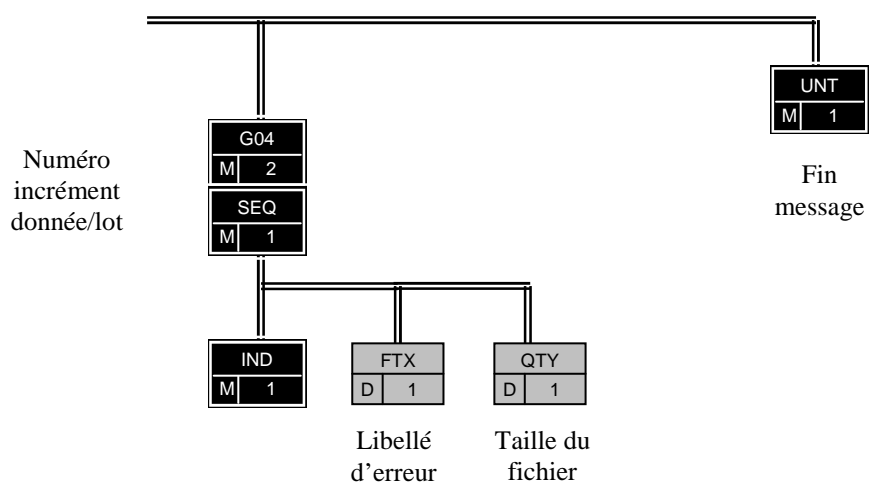 UNT
M 1
G04
M 2
Numéro
incrément
donnée/lot
SEQ
M 1
Fin
message
IND
M 1
FTX
D 1
QTY
D 1
Libellé
d'erreur
Taille du
fichier